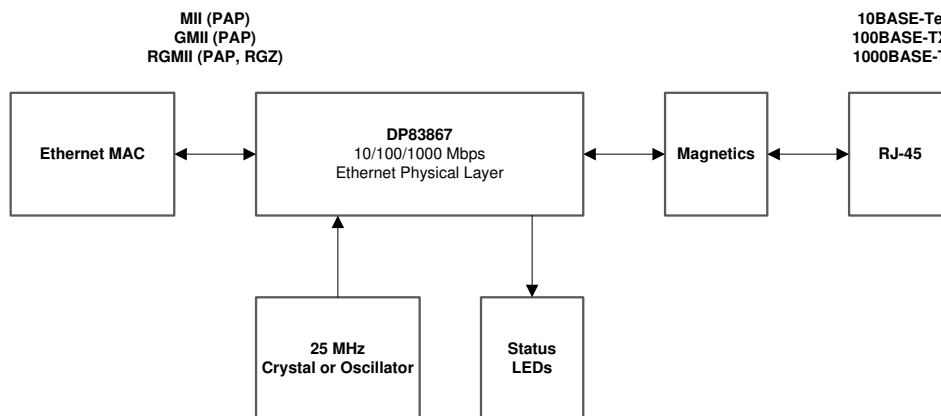 MII (PAP)
GMII (PAP)
RGMII (PAP, RGZ)
10BASE-Te
100BASE-TX
1000BASE-T
Ethernet MAC
DP83867
10/100/1000 Mbps
Ethernet Physical Layer
Magnetics
RJ-45
25 MHz
Crystal or Oscillator
Status
LEDs